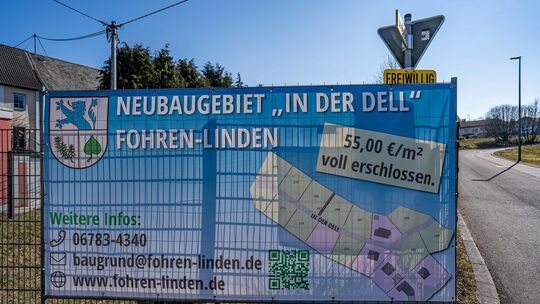 FREIWILLIG
NEUBAUGEBIET „IN DER DELL“
FOHREN-LINDEN
55,00 €/m²
voll erschlossen.
IN DER DELL
Weitere Infos:
06783-4340
baugrund@fohren-linden.de
www.fohren-linden.de